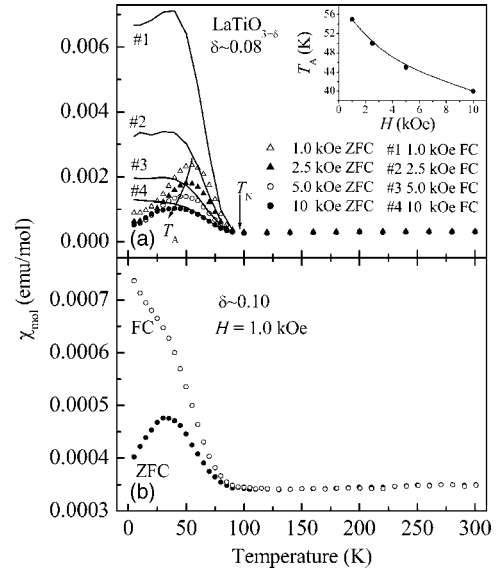 0.006
0.004
0.002
0.000
LaTiO3-δ
δ~0.08
#1
#2
#3
#4
TA
TN
(a)
TA (K)
56
52
48
44
40
0 2 4 6 8 10
H (kOe)
△ 1.0 kOe ZFC #1 1.0 kOe FC
▲ 2.5 kOe ZFC #2 2.5 kOe FC
○ 5.0 kOe ZFC #3 5.0 kOe FC
● 10 kOe ZFC #4 10 kOe FC
χmol (emu/mol)
0.0007
0.0006
0.0005
0.0004
0.0003
δ~0.10
H = 1.0 kOe
FC
ZFC
(b)
0 50 100 150 200 250 300
Temperature (K)